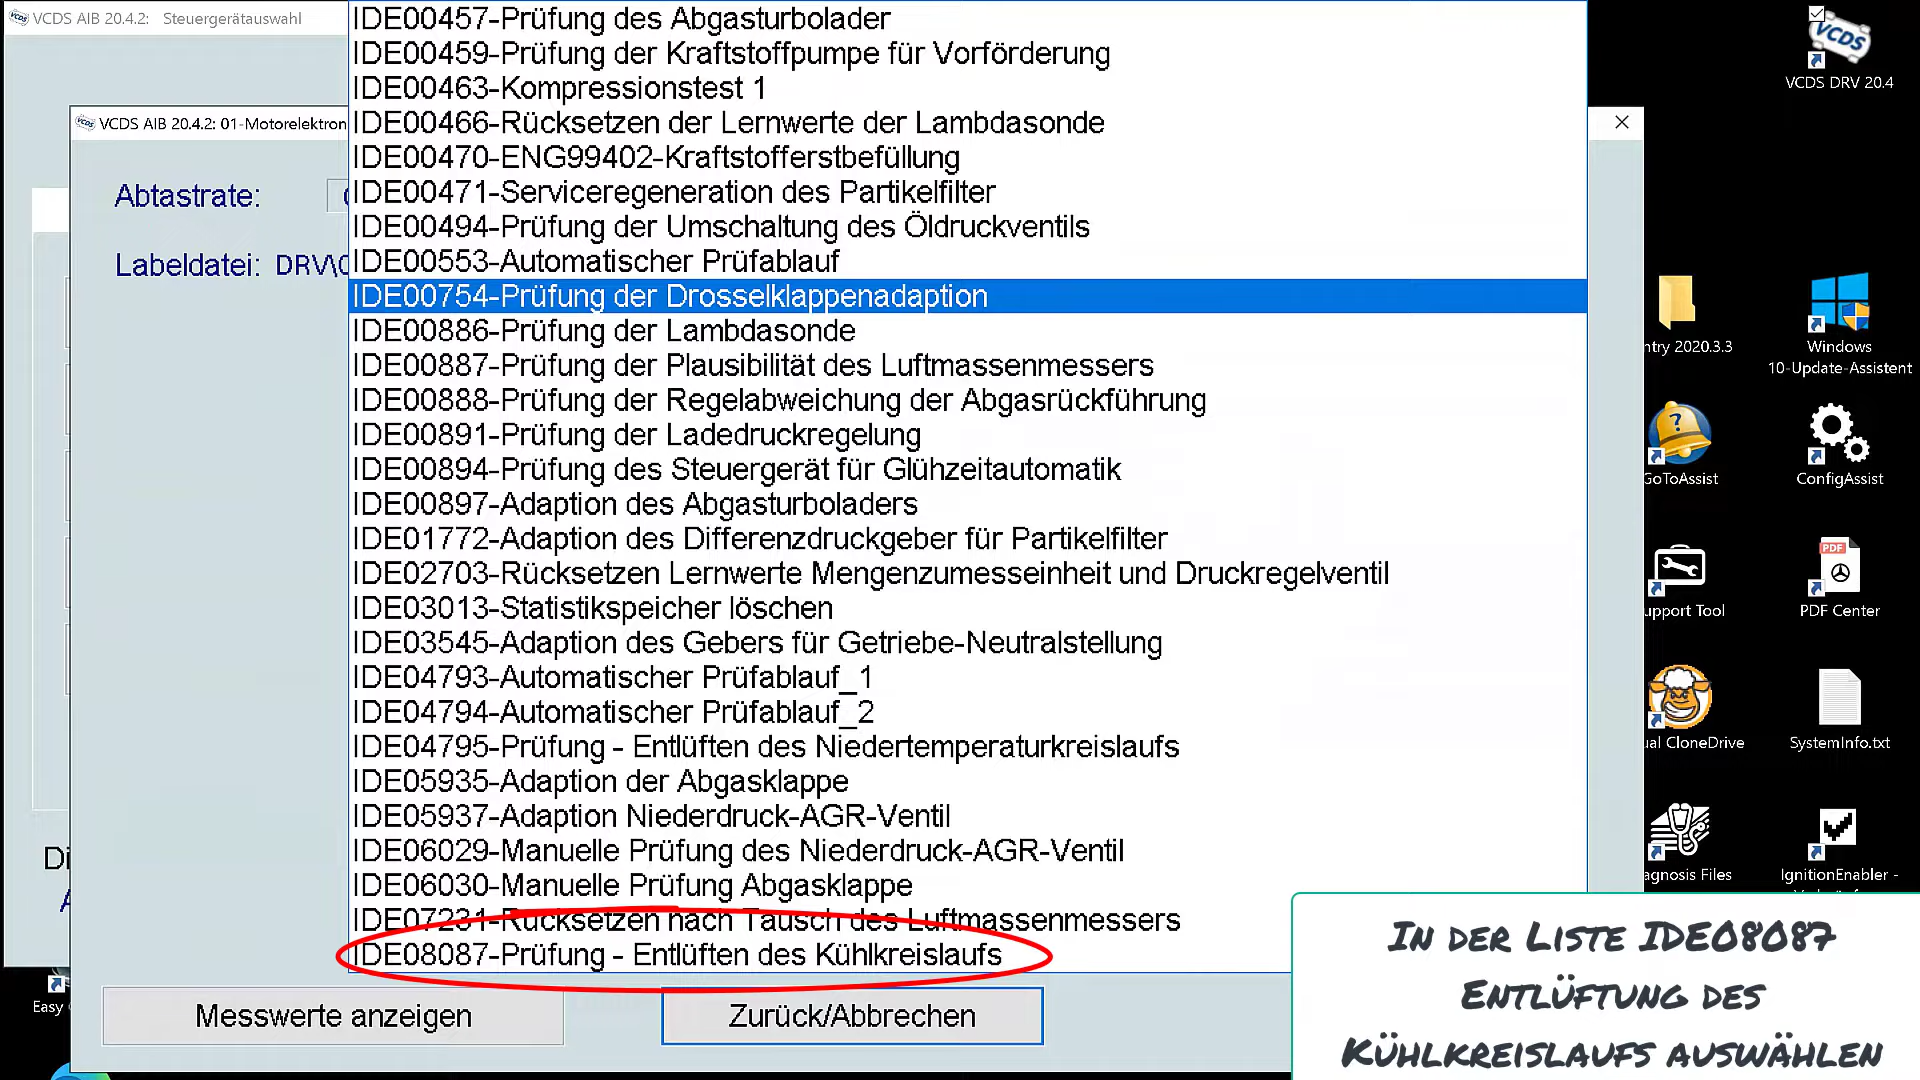 VCDS AIB 20.4.2:   Steuergerätauswahl
VCDS AIB 20.4.2: 01-Motorelektron
Abtastrate:
Labeldatei: DRV\
IDE00457-Prüfung des Abgasturbolader
IDE00459-Prüfung der Kraftstoffpumpe für Vorförderung
IDE00463-Kompressionstest 1
IDE00466-Rücksetzen der Lernwerte der Lambdasonde
IDE00470-ENG99402-Kraftstofferstbefüllung
IDE00471-Serviceregeneration des Partikelfilter
IDE00494-Prüfung der Umschaltung des Öldruckventils
IDE00553-Automatischer Prüfablauf
IDE00754-Prüfung der Drosselklappenadaption
IDE00886-Prüfung der Lambdasonde
IDE00887-Prüfung der Plausibilität des Luftmassenmessers
IDE00888-Prüfung der Regelabweichung der Abgasrückführung
IDE00891-Prüfung der Ladedruckregelung
IDE00894-Prüfung des Steuergerät für Glühzeitautomatik
IDE00897-Adaption des Abgasturboladers
IDE01772-Adaption des Differenzdruckgeber für Partikelfilter
IDE02703-Rücksetzen Lernwerte Mengenzumesseinheit und Druckregelventil
IDE03013-Statistikspeicher löschen
IDE03545-Adaption des Gebers für Getriebe-Neutralstellung
IDE04793-Automatischer Prüfablauf_1
IDE04794-Automatischer Prüfablauf_2
IDE04795-Prüfung - Entlüften des Niedertemperaturkreislaufs
IDE05935-Adaption der Abgasklappe
IDE05937-Adaption Niederdruck-AGR-Ventil
IDE06029-Manuelle Prüfung des Niederdruck-AGR-Ventil
IDE06030-Manuelle Prüfung Abgasklappe
IDE07231-Rücksetzen nach Tausch des Luftmassenmessers
IDE08087-Prüfung - Entlüften des Kühlkreislaufs
Di
Easy
Messwerte anzeigen
Zurück/Abbrechen
VCDS
VCDS DRV 20.4
ntry 2020.3.3
Windows
10-Update-Assistent
GoToAssist
ConfigAssist
upport Tool
PDF
PDF Center
ual CloneDrive
SystemInfo.txt
agnosis Files
IgnitionEnabler -
In der Liste IDE08087
Entlüftung des
Kühlkreislaufs auswählen